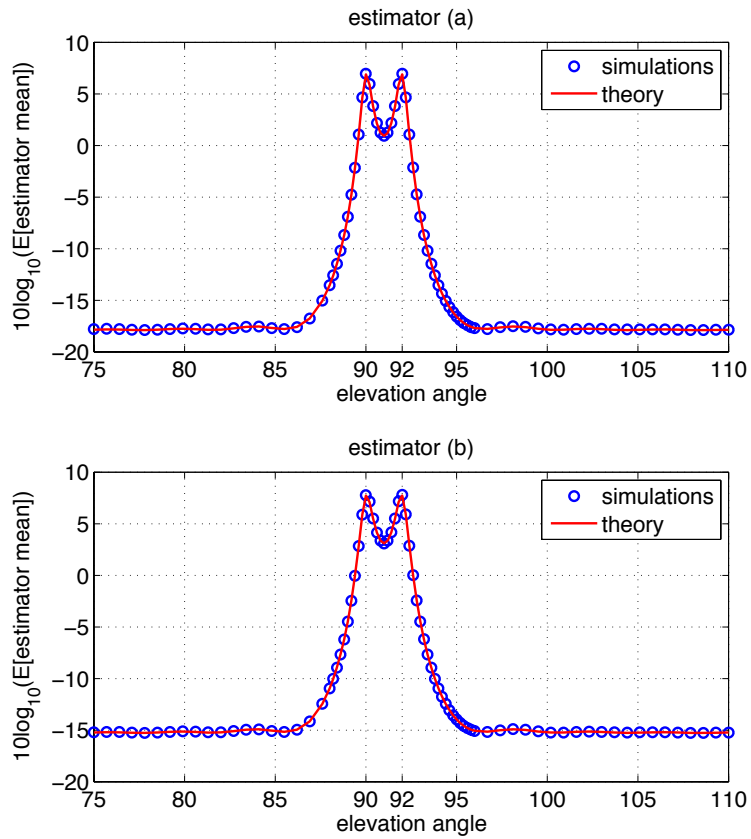 estimator (a)
10log10(E[estimator mean])
10
5
0
−5
−10
−15
−20
simulations
theory
75 80 85 90 92 95 100 105 110
elevation angle
estimator (b)
10log10(E[estimator mean])
10
5
0
−5
−10
−15
−20
simulations
theory
75 80 85 90 92 95 100 105 110
elevation angle